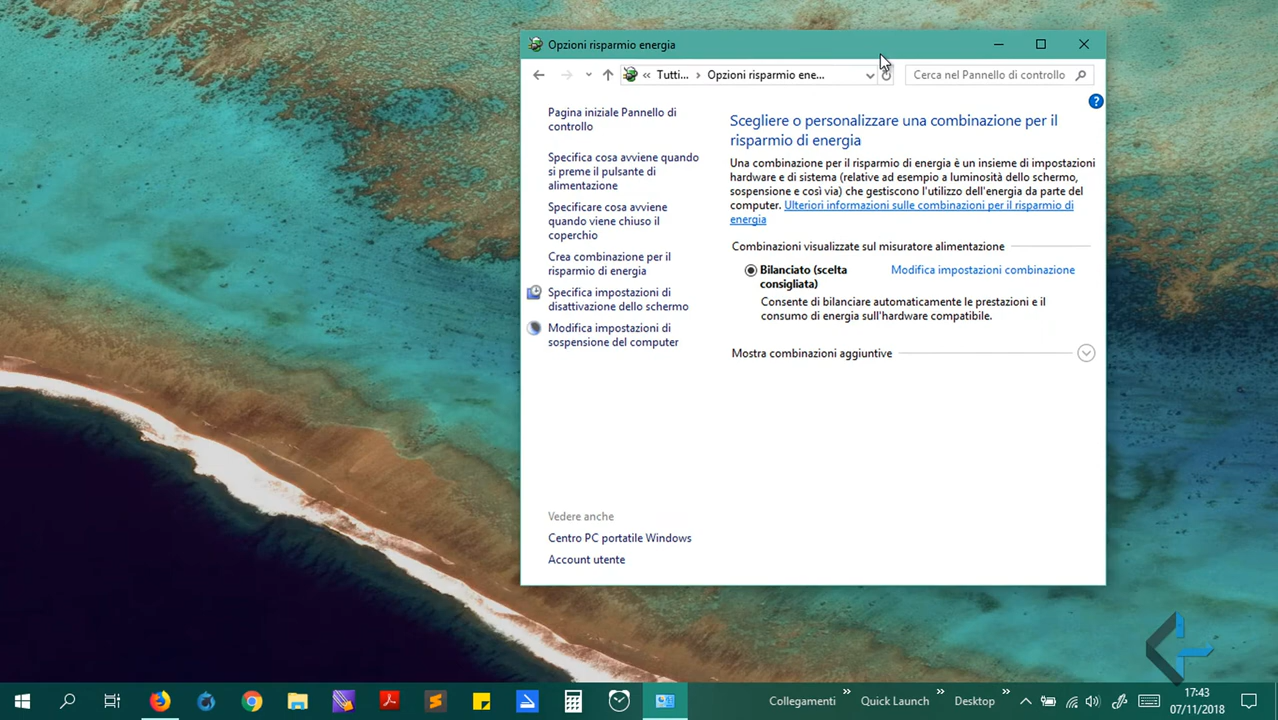 Opzioni risparmio energia
Tutti...
Opzioni risparmio ene...
Cerca nel Pannello di controllo
Pagina iniziale Pannello di
controllo
Specifica cosa avviene quando
si preme il pulsante di
alimentazione
Specificare cosa avviene
quando viene chiuso il
coperchio
Crea combinazione per il
risparmio di energia
Specifica impostazioni di
disattivazione dello schermo
Modifica impostazioni di
sospensione del computer
Vedere anche
Centro PC portatile Windows
Account utente
Scegliere o personalizzare una combinazione per il
risparmio di energia
Una combinazione per il risparmio di energia è un insieme di impostazioni
hardware e di sistema (relative ad esempio a luminosità dello schermo,
sospensione e così via) che gestiscono l'utilizzo dell'energia da parte del
computer. Ulteriori informazioni sulle combinazioni per il risparmio di
energia
Combinazioni visualizzate sul misuratore alimentazione
Bilanciato (scelta
consigliata)
Modifica impostazioni combinazione
Consente di bilanciare automaticamente le prestazioni e il
consumo di energia sull'hardware compatibile.
Mostra combinazioni aggiuntive
Collegamenti
Quick Launch
Desktop
17:43
07/11/2018